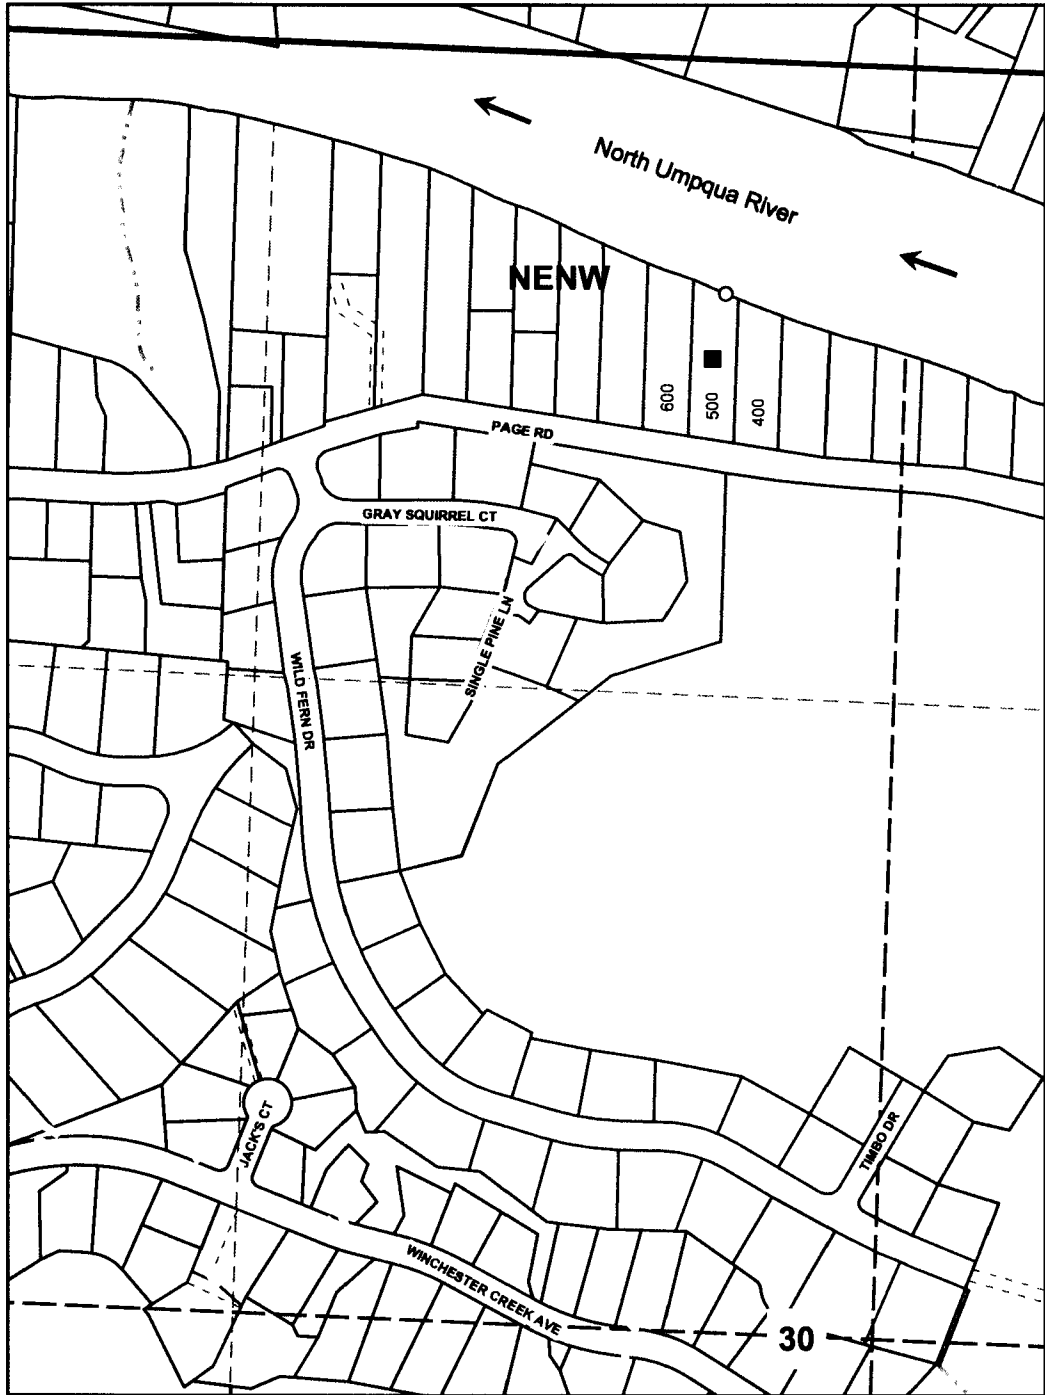 North Umpqua River
NENW
600
500
400
PAGE RD
GRAY SQUIRREL CT
SINGLE PINE LN
WILD FERN DR
JACK'S CT
TIMBO DR
WINCHESTER CREEK AVE
30